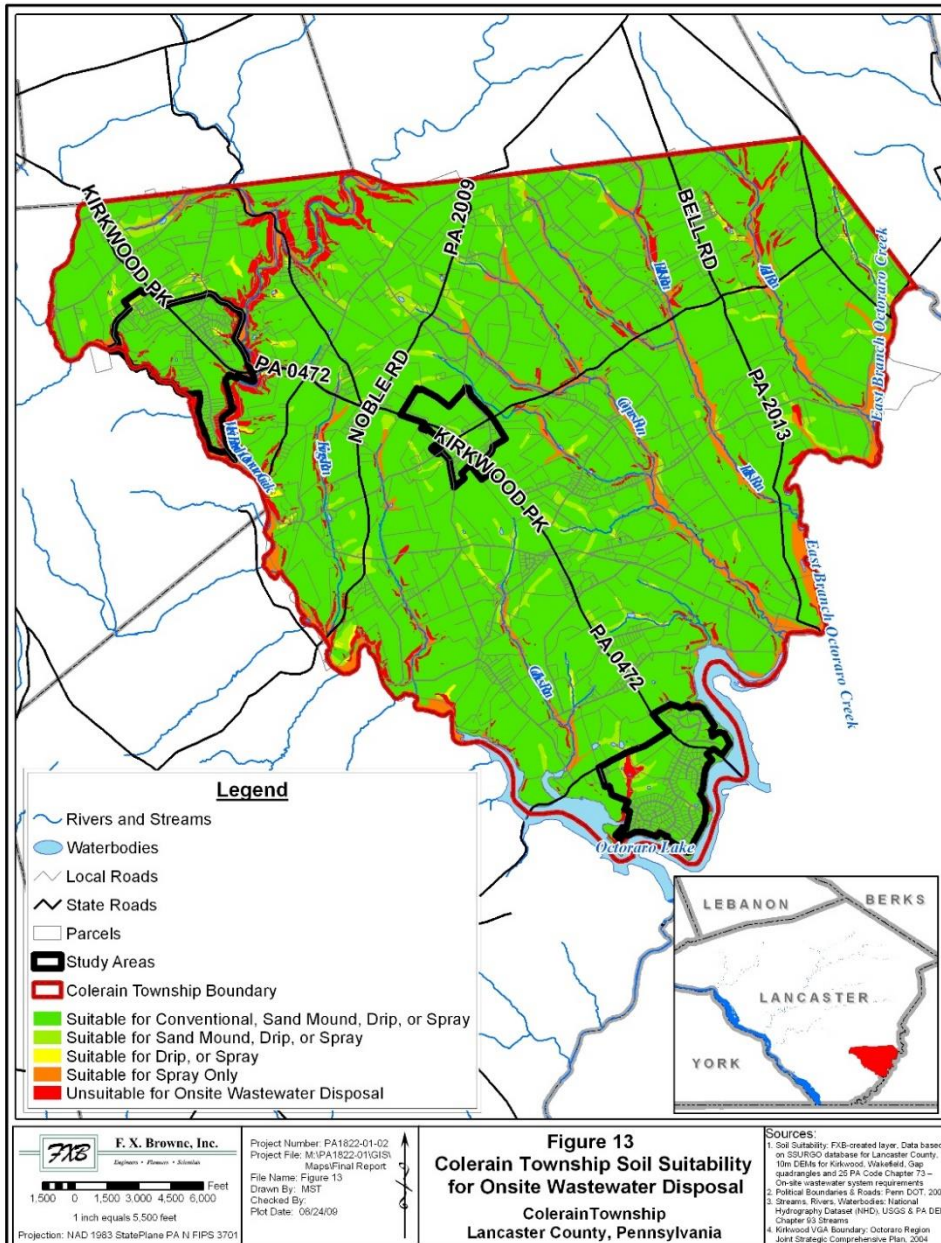 KIRKWOOD PK
PA 2009
BELL RD
East Branch Octoraro Creek
PA 0472
NOBLE RD
KIRKWOOD PK
PA 2013
East Branch Octoraro Creek
PA 0472
Octoraro Lake
Legend
Rivers and Streams
Waterbodies
Local Roads
State Roads
Parcels
Study Areas
Colerain Township Boundary
Suitable for Conventional, Sand Mound, Drip, or Spray
Suitable for Sand Mound, Drip, or Spray
Suitable for Drip, or Spray
Suitable for Spray Only
Unsuitable for Onsite Wastewater Disposal
LEBANON
BERKS
LANCASTER
YORK
FXB
F. X. Browne, Inc.
Engineers • Planners • Scientists
1,500 0 1,500 3,000 4,500 6,000
Feet
1 inch equals 5,500 feet
Projection: NAD 1983 StatePlane PA N FIPS 3701
Project Number: PA1822-01-02
Project File: M:\PA1822-01\GIS\
Maps\Final Report
File Name: Figure 13
Drawn By: MST
Checked By:
Plot Date: 08/24/09
Figure 13
Colerain Township Soil Suitability
for Onsite Wastewater Disposal
ColerainTownship
Lancaster County, Pennsylvania
Sources:
1. Soil Suitability: FXB-created layer, Data based
on SSURGO database for Lancaster County,
10m DEMs for Kirkwood, Wakefield, Gap
quadrangles and 25 PA Code Chapter 73 –
On-site wastewater system requirements
2. Political Boundaries & Roads: Penn DOT, 200
3. Streams, Rivers, Waterbodies: National
Hydrography Dataset (NHD), USGS & PA DE
Chapter 93 Streams
4. Kirkwood VGA Boundary: Octoraro Region
Joint Strategic Comprehensive Plan, 2004